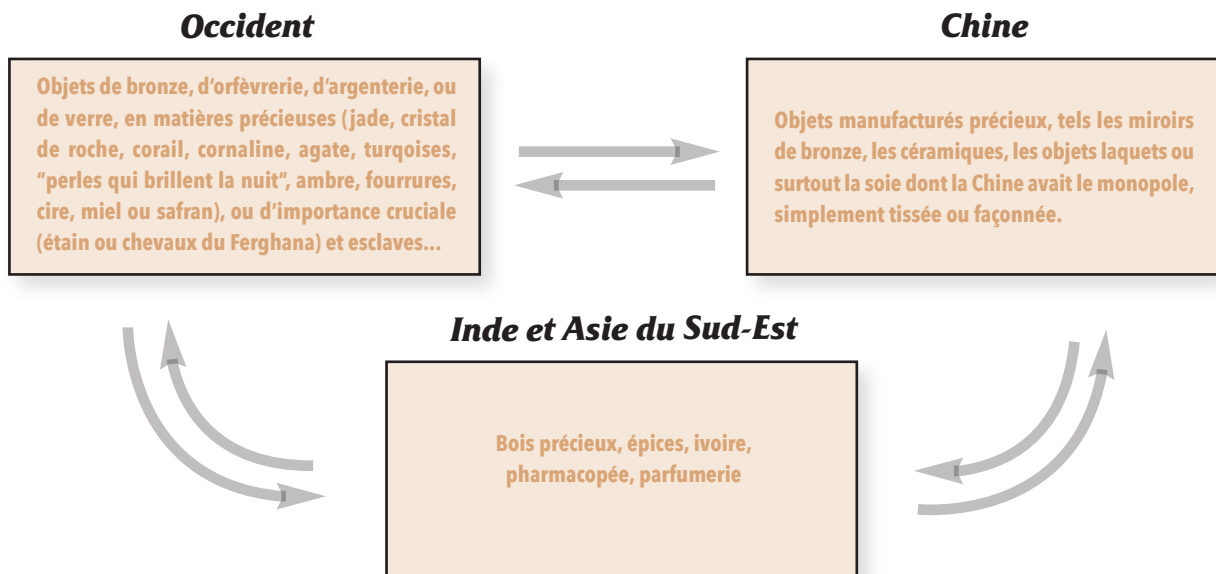 Occident
Chine
Objets de bronze, d'orfèvrerie, d'argenterie, ou
de verre, en matières précieuses (jade, cristal
de roche, corail, cornaline, agate, turqoises,
"perles qui brillent la nuit", ambre, fourrures,
cire, miel ou safran), ou d'importance cruciale
(étain ou chevaux du Ferghana) et esclaves...
Objets manufacturés précieux, tels les miroirs
de bronze, les céramiques, les objets laquets ou
surtout la soie dont la Chine avait le monopole,
simplement tissée ou façonnée.
Inde et Asie du Sud-Est
Bois précieux, épices, ivoire,
pharmacopée, parfumerie